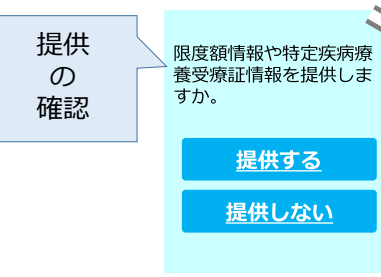 提供
の
確認
限度額情報や特定疾病療
養受療証情報を提供しま
すか。
提供する
提供しない